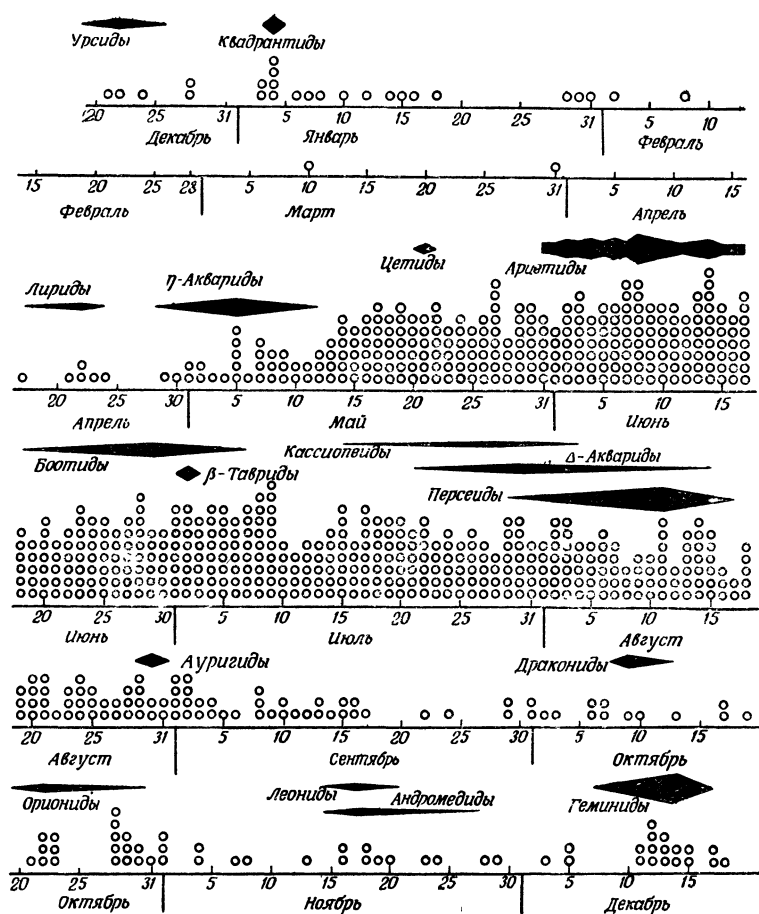 Урсиды Квадрантиды
20 25 31 5 10 15 20 25 31 5 10
Декабрь Январь Февраль
15 20 25 28 5 10 15 20 25 31 5 10 15
Февраль Март Апрель
Цетиды Ариэтиды
Лириды η-Аквариды
20 25 30 5 10 15 20 25 31 5 10 15
Апрель Май Июнь
Боотиды Кассиопеиды Δ-Аквариды
β-Тавриды Персеиды
20 25 30 5 10 15 20 25 31 5 10 15
Июнь Июль Август
Ауригиды Дракониды
20 25 31 5 10 15 20 25 30 5 10 15
Август Сентябрь Октябрь
Ориониды Леониды Андромедиды Геминиды
20 25 31 5 10 15 20 25 30 5 10 15
Октябрь Ноябрь Декабрь